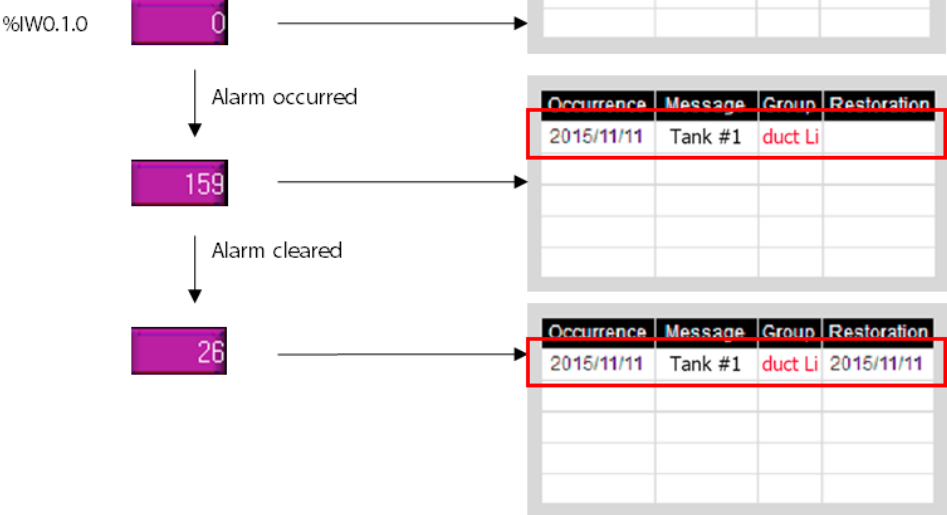 %IW0.1.0 0
Alarm occurred
Occurrence Message Group Restoration
2015/11/11 Tank #1 duct Li
159
Alarm cleared
Occurrence Message Group Restoration
26
2015/11/11 Tank #1 duct Li 2015/11/11